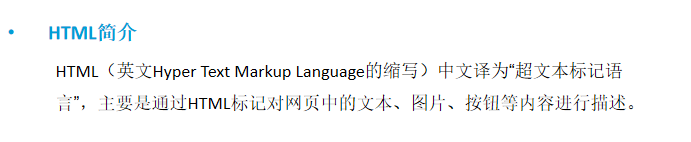 • HTML简介
HTML（英文Hyper Text Markup Language的缩写）中文译为“超文本标记语
言”，主要是通过HTML标记对网页中的文本、图片、按钮等内容进行描述。